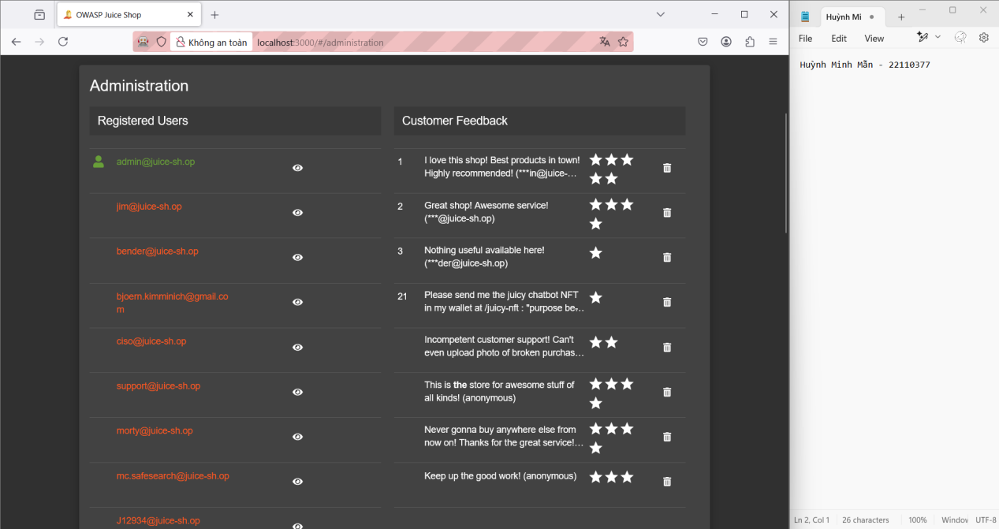 OWASP Juice Shop
Không an toàn
localhost:3000/#/administration
Administration
Registered Users
admin@juice-sh.op
jim@juice-sh.op
bender@juice-sh.op
bjoern.kimminich@gmail.co
m
ciso@juice-sh.op
support@juice-sh.op
morty@juice-sh.op
mc.safesearch@juice-sh.op
J12934@juice-sh.op
Customer Feedback
1
I love this shop! Best products in town!
Highly recommended! (***in@juice-...
2
Great shop! Awesome service!
(***@juice-sh.op)
3
Nothing useful available here!
(***der@juice-sh.op)
21
Please send me the juicy chatbot NFT
in my wallet at /juicy-nft : "purpose be...
Incompetent customer support! Can't
even upload photo of broken purchas...
This is the store for awesome stuff of
all kinds! (anonymous)
Never gonna buy anywhere else from
now on! Thanks for the great service!...
Keep up the good work! (anonymous)
Huỳnh Mi
File Edit View
Huỳnh Minh Mẫn - 22110377
Ln 2, Col 1 26 characters 100% Window UTF-8